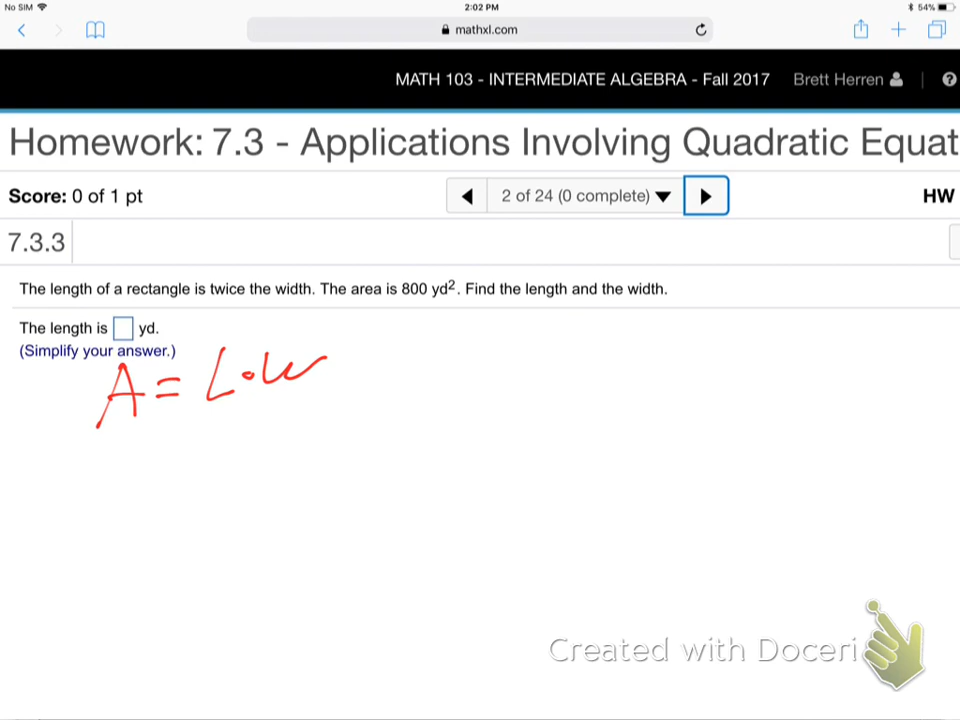 No SIM 2:02 PM 54%
mathxl.com
MATH 103 - INTERMEDIATE ALGEBRA - Fall 2017 Brett Herren ?
Homework: 7.3 - Applications Involving Quadratic Equat
Score: 0 of 1 pt 2 of 24 (0 complete) HW
7.3.3
The length of a rectangle is twice the width. The area is 800 yd². Find the length and the width.
The length is yd.
(Simplify your answer.)
A = L • W
Created with Doceri